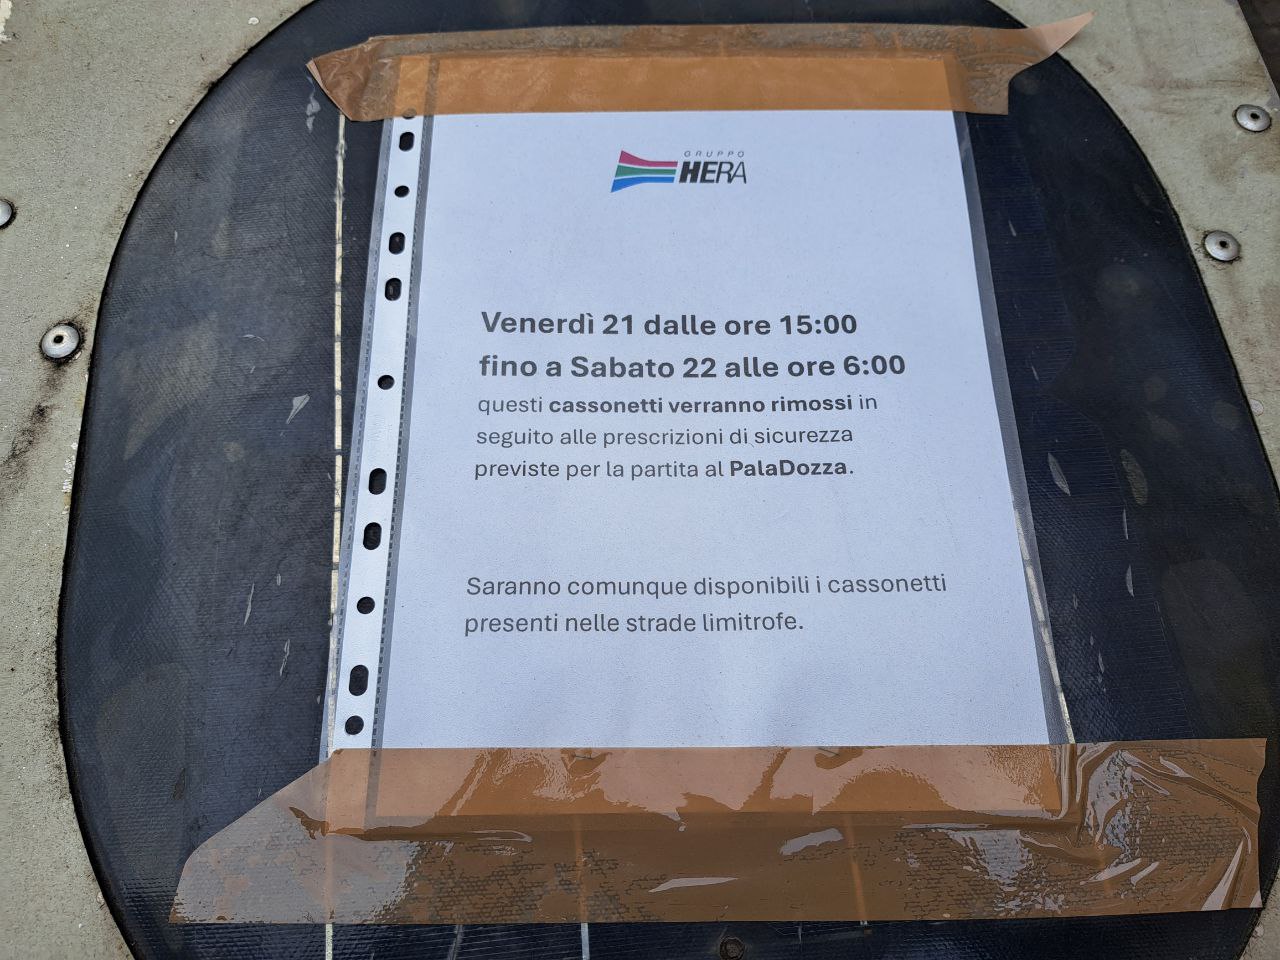 GRUPPO
HERA
Venerdì 21 dalle ore 15:00
fino a Sabato 22 alle ore 6:00
questi cassonetti verranno rimossi in
seguito alle prescrizioni di sicurezza
previste per la partita al PalaDozza.
Saranno comunque disponibili i cassonetti
presenti nelle strade limitrofe.